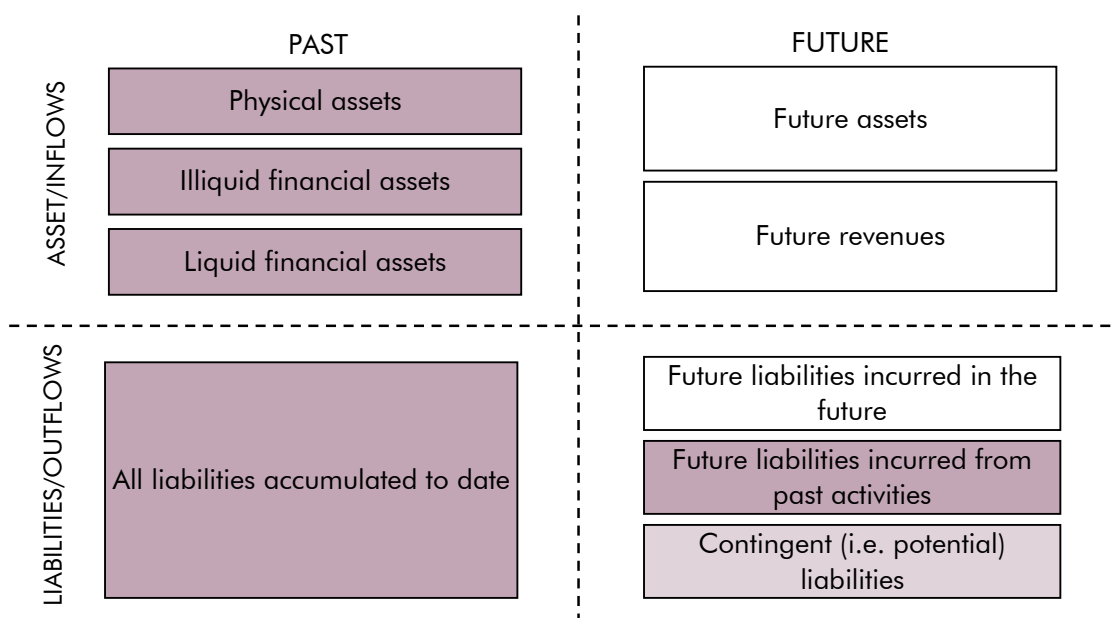 PAST
FUTURE
ASSET/INFLOWS
Physical assets
Illiquid financial assets
Liquid financial assets
Future assets
Future revenues
LIABILITIES/OUTFLOWS
All liabilities accumulated to date
Future liabilities incurred in the
future
Future liabilities incurred from
past activities
Contingent (i.e. potential)
liabilities